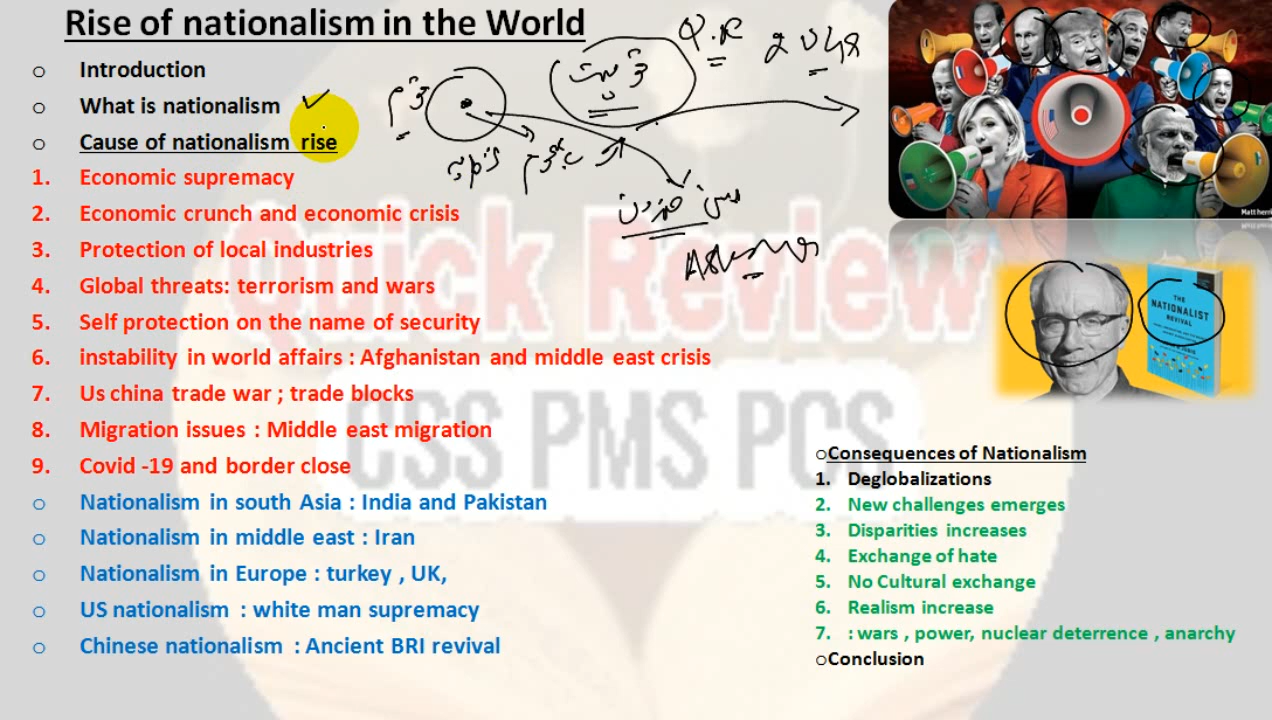 Rise of nationalism in the World
o Introduction
o What is nationalism
o Cause of nationalism rise
1. Economic supremacy
2. Economic crunch and economic crisis
3. Protection of local industries
4. Global threats: terrorism and wars
5. Self protection on the name of security
6. instability in world affairs : Afghanistan and middle east crisis
7. Us china trade war ; trade blocks
8. Migration issues : Middle east migration
9. Covid -19 and border close
o Nationalism in south Asia : India and Pakistan
o Nationalism in middle east : Iran
o Nationalism in Europe : turkey , UK,
o US nationalism : white man supremacy
o Chinese nationalism : Ancient BRI revival
Quick Review
CSS PMS PCS
THE
NATIONALIST
REVIVAL
oConsequences of Nationalism
1. Deglobalizations
2. New challenges emerges
3. Disparities increases
4. Exchange of hate
5. No Cultural exchange
6. Realism increase
7. : wars , power, nuclear deterrence , anarchy
oConclusion